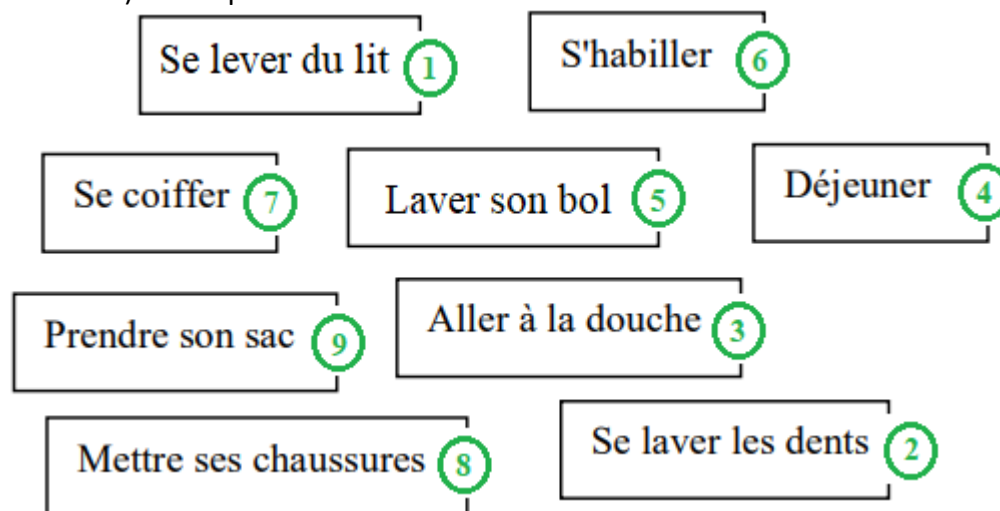 Se lever du lit 1
S'habiller 6
Se coiffer 7
Laver son bol 5
Déjeuner 4
Prendre son sac 9
Aller à la douche 3
Mettre ses chaussures 8
Se laver les dents 2